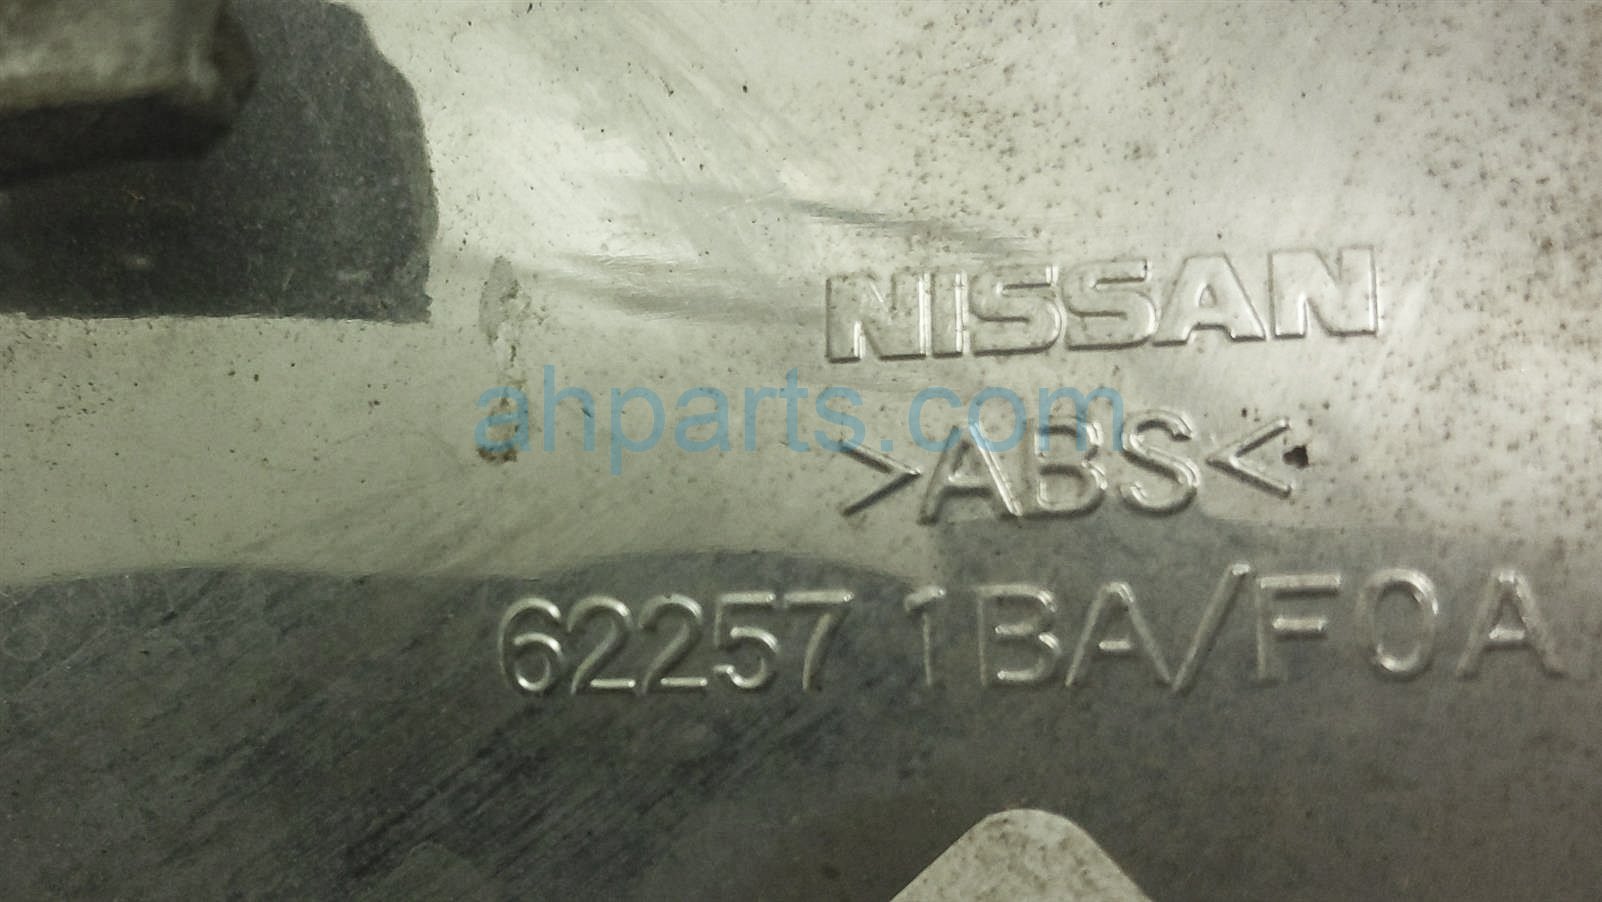 NISSAN
ahparts.com
>ABS<
62257 1BA/F0A